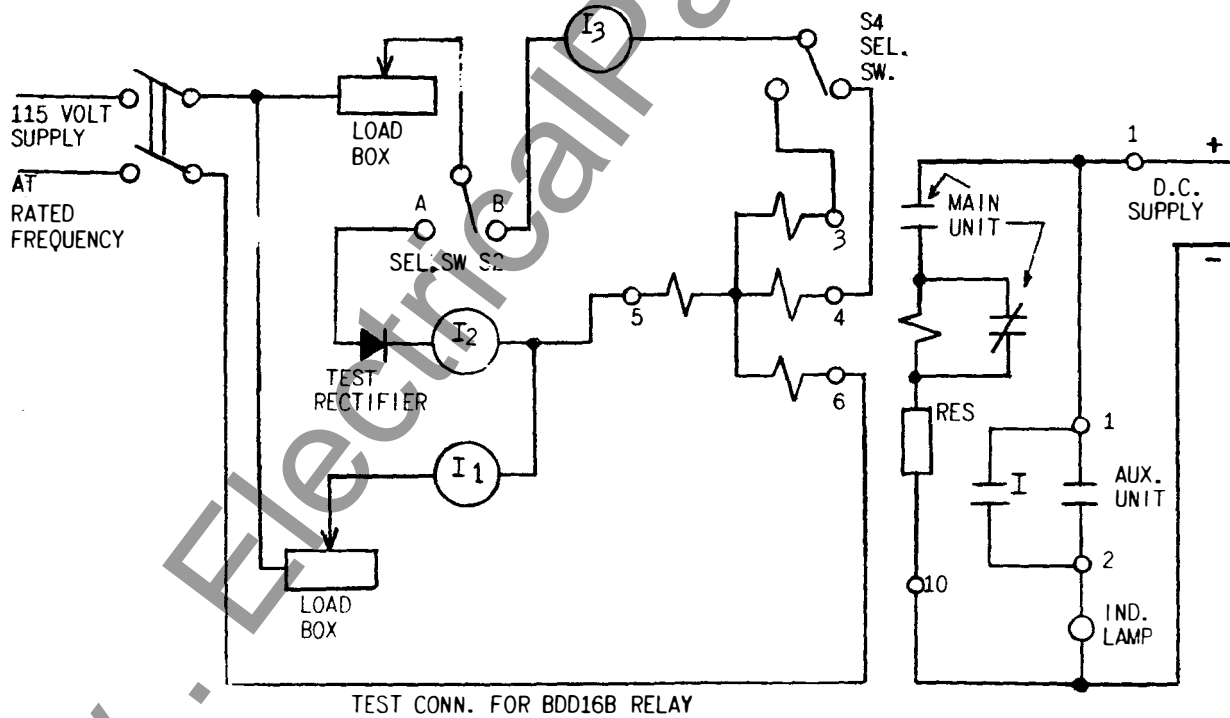 I3
S4
SEL.
SW.
115 VOLT
SUPPLY
LOAD
BOX
1
+
AT
RATED
FREQUENCY
A
B
MAIN
UNIT
D.C.
SUPPLY
-
3
SEL. SW S2
5
4
I2
TEST
RECTIFIER
6
RES
1
I1
I
AUX.
UNIT
2
10
LOAD
BOX
IND.
LAMP
TEST CONN. FOR BDD16B RELAY